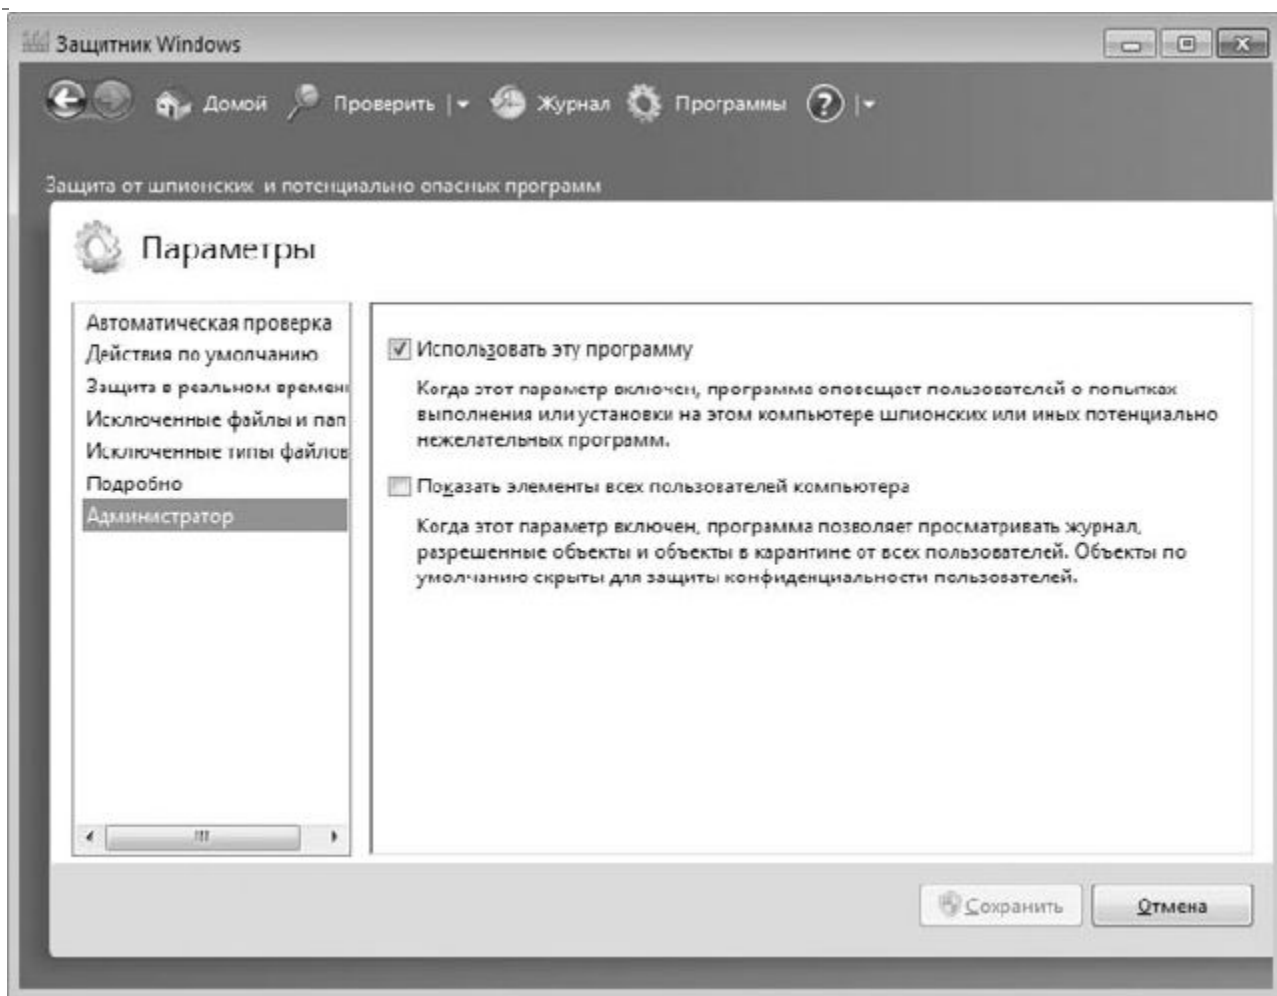 Защитник Windows
Домой Проверить Журнал Программы ?
Защита от шпионских и потенциально опасных программ
Параметры
Автоматическая проверка
Действия по умолчанию
Защита в реальном времени
Исключенные файлы и пап
Исключенные типы файлов
Подробно
Администратор
Использовать эту программу
Когда этот параметр включен, программа оповещает пользователей о попытках
выполнения или установки на этом компьютере шпионских или иных потенциально
нежелательных программ.
Показать элементы всех пользователей компьютера
Когда этот параметр включен, программа позволяет просматривать журнал,
разрешенные объекты и объекты в карантине от всех пользователей. Объекты по
умолчанию скрыты для защиты конфиденциальности пользователей.
Сохранить Отмена